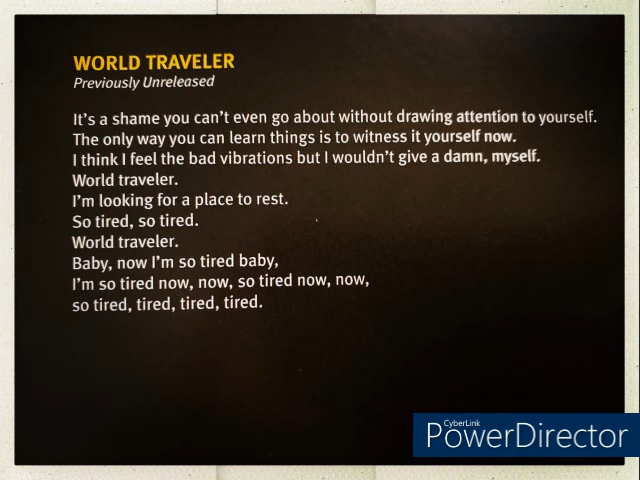 WORLD TRAVELER
Previously Unreleased
It's a shame you can't even go about without drawing attention to yourself.
The only way you can learn things is to witness it yourself now.
I think I feel the bad vibrations but I wouldn't give a damn, myself.
World traveler.
I'm looking for a place to rest.
So tired, so tired.
World traveler.
Baby, now I'm so tired baby,
I'm so tired now, now, so tired now, now,
so tired, tired, tired, tired.
CyberLink
PowerDirector